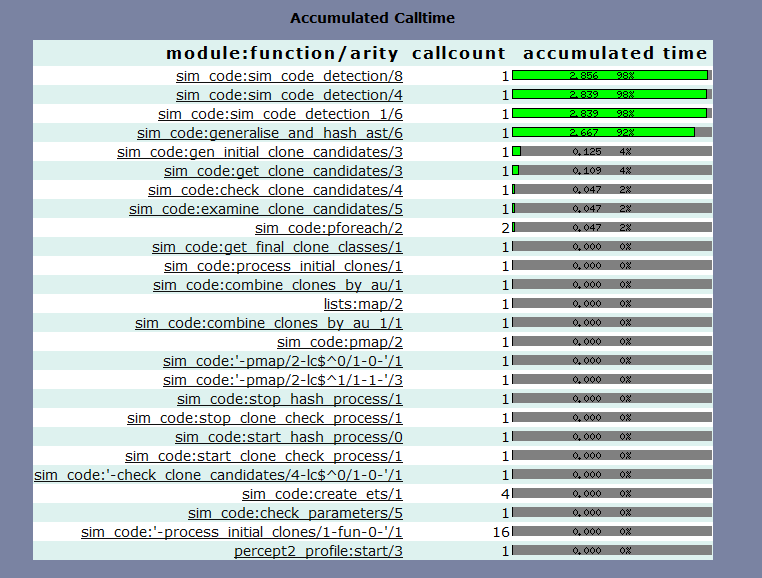 Accumulated Calltime
module:function/arity callcount accumulated time
sim_code:sim_code_detection/8 1 2.856 98%
sim_code:sim_code_detection/4 1 2.839 98%
sim_code:sim_code_detection_1/6 1 2.839 98%
sim_code:generalise_and_hash_ast/6 1 2.667 92%
sim_code:gen_initial_clone_candidates/3 1 0.125 4%
sim_code:get_clone_candidates/3 1 0.109 4%
sim_code:check_clone_candidates/4 1 0.047 2%
sim_code:examine_clone_candidates/5 1 0.047 2%
sim_code:pforeach/2 2 0.047 2%
sim_code:get_final_clone_classes/1 1 0.000 0%
sim_code:process_initial_clones/1 1 0.000 0%
sim_code:combine_clones_by_au/1 1 0.000 0%
lists:map/2 1 0.000 0%
sim_code:combine_clones_by_au_1/1 1 0.000 0%
sim_code:pmap/2 1 0.000 0%
sim_code:'-pmap/2-lc$^0/1-0-'/1 1 0.000 0%
sim_code:'-pmap/2-lc$^1/1-1-'/3 1 0.000 0%
sim_code:stop_hash_process/1 1 0.000 0%
sim_code:stop_clone_check_process/1 1 0.000 0%
sim_code:start_hash_process/0 1 0.000 0%
sim_code:start_clone_check_process/1 1 0.000 0%
sim_code:'-check_clone_candidates/4-lc$^0/1-0-'/1 1 0.000 0%
sim_code:create_ets/1 4 0.000 0%
sim_code:check_parameters/5 1 0.000 0%
sim_code:'-process_initial_clones/1-fun-0-'/1 16 0.000 0%
percept2_profile:start/3 1 0.000 0%